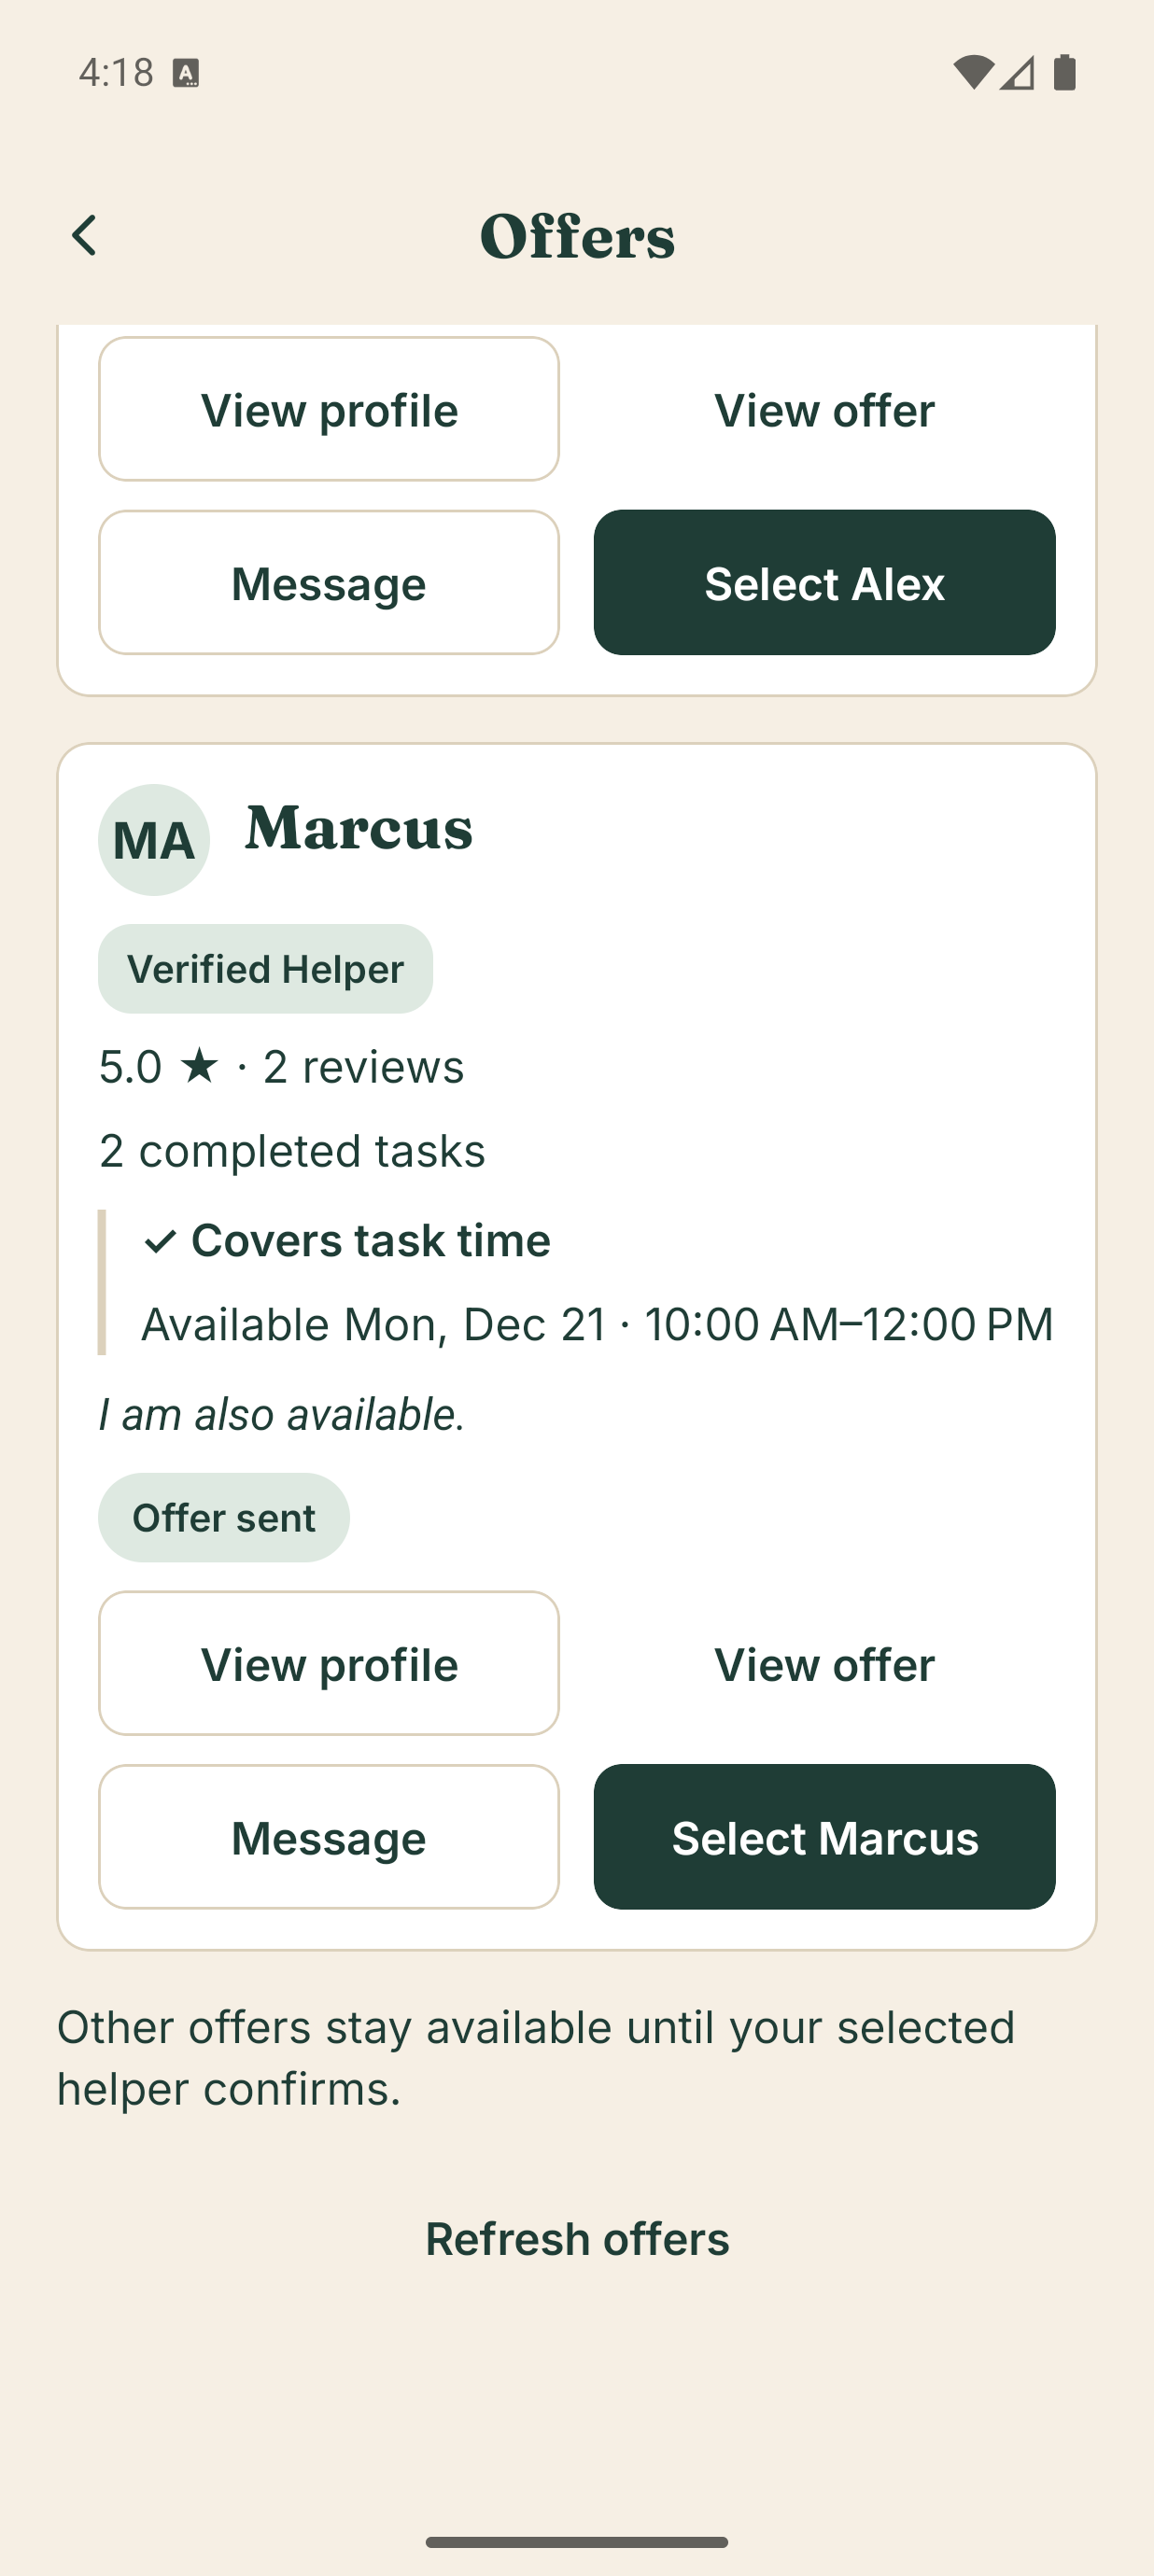 4:18
Offers
View profile
View offer
Message
Select Alex
MA
Marcus
Verified Helper
5.0 ★ · 2 reviews
2 completed tasks
✓ Covers task time
Available Mon, Dec 21 · 10:00 AM–12:00 PM
I am also available.
Offer sent
View profile
View offer
Message
Select Marcus
Other offers stay available until your selected
helper confirms.
Refresh offers